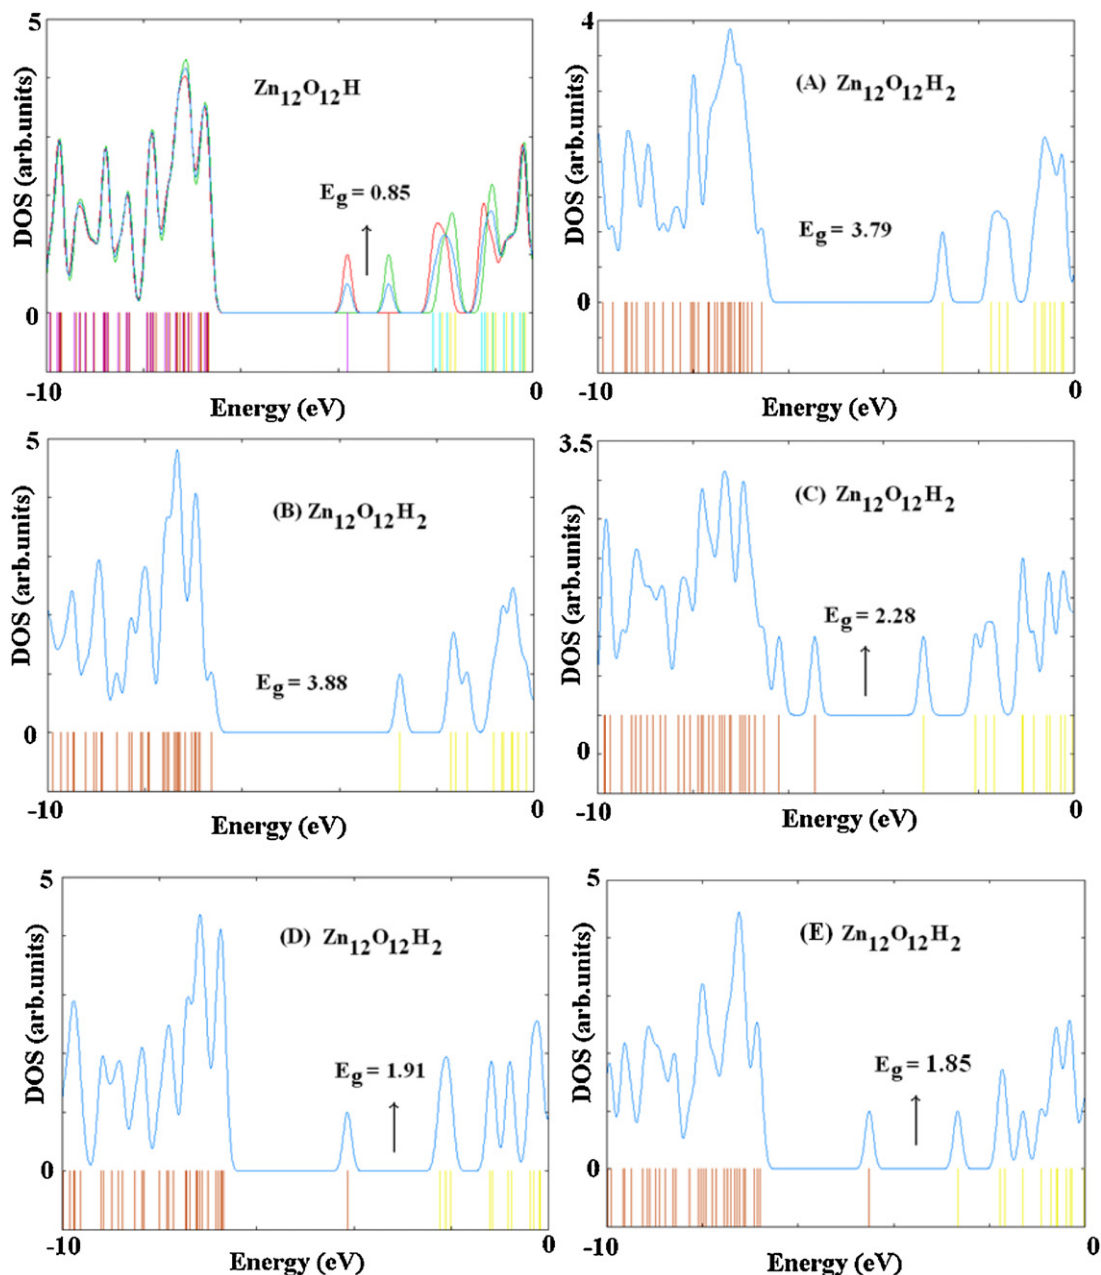 5
DOS (arb.units)
Zn12O12H
Eg = 0.85
0
-10
0
Energy (eV)
4
DOS (arb.units)
(A) Zn12O12H2
Eg = 3.79
0
-10
0
Energy (eV)
5
DOS (arb.units)
(B) Zn12O12H2
Eg = 3.88
0
-10
0
Energy (eV)
3.5
DOS (arb.units)
(C) Zn12O12H2
Eg = 2.28
0
-10
0
Energy (eV)
5
DOS (arb.units)
(D) Zn12O12H2
Eg = 1.91
0
-10
0
Energy (eV)
5
DOS (arb.units)
(E) Zn12O12H2
Eg = 1.85
0
-10
0
Energy (eV)